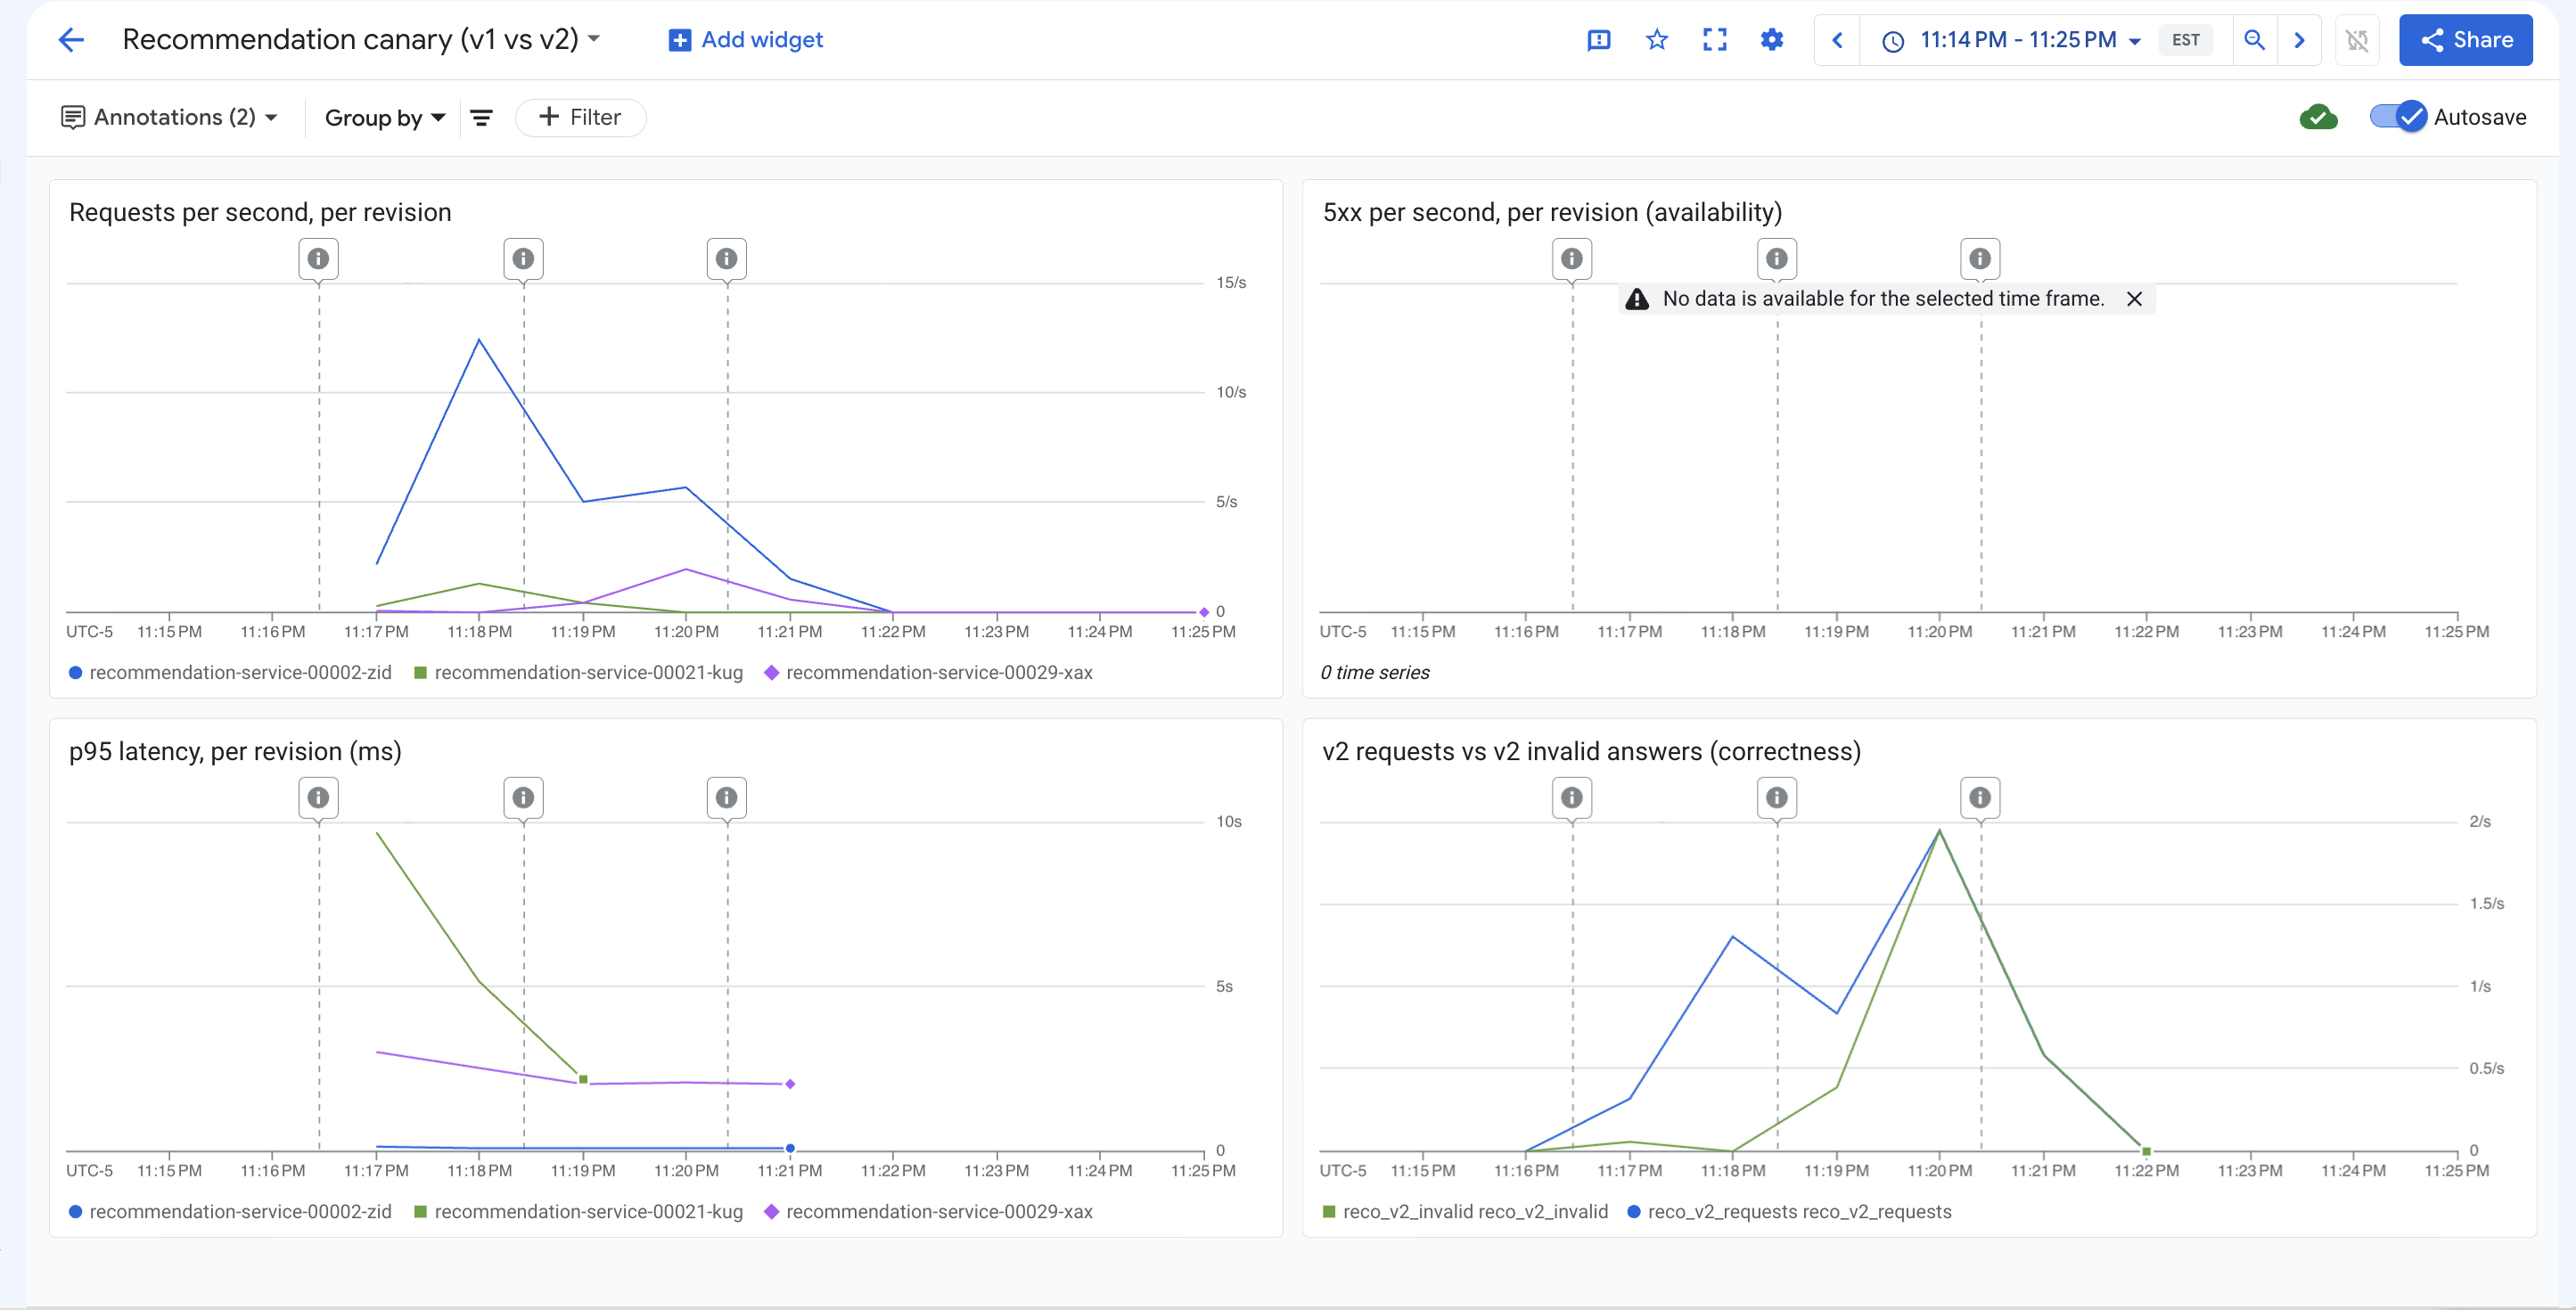 Recommendation canary (v1 vs v2)
Add widget
11:14 PM - 11:25 PM
EST
Share
Annotations (2)
Group by
Filter
Autosave
Requests per second, per revision
15/s
10/s
5/s
0
UTC-5 11:15 PM 11:16 PM 11:17 PM 11:18 PM 11:19 PM 11:20 PM 11:21 PM 11:22 PM 11:23 PM 11:24 PM 11:25 PM
recommendation-service-00002-zid recommendation-service-00021-kug recommendation-service-00029-xax
5xx per second, per revision (availability)
No data is available for the selected time frame.
UTC-5 11:15 PM 11:16 PM 11:17 PM 11:18 PM 11:19 PM 11:20 PM 11:21 PM 11:22 PM 11:23 PM 11:24 PM 11:25 PM
0 time series
p95 latency, per revision (ms)
10s
5s
0
UTC-5 11:15 PM 11:16 PM 11:17 PM 11:18 PM 11:19 PM 11:20 PM 11:21 PM 11:22 PM 11:23 PM 11:24 PM 11:25 PM
recommendation-service-00002-zid recommendation-service-00021-kug recommendation-service-00029-xax
v2 requests vs v2 invalid answers (correctness)
2/s
1.5/s
1/s
0.5/s
0
UTC-5 11:15 PM 11:16 PM 11:17 PM 11:18 PM 11:19 PM 11:20 PM 11:21 PM 11:22 PM 11:23 PM 11:24 PM 11:25 PM
reco_v2_invalid reco_v2_invalid reco_v2_requests reco_v2_requests